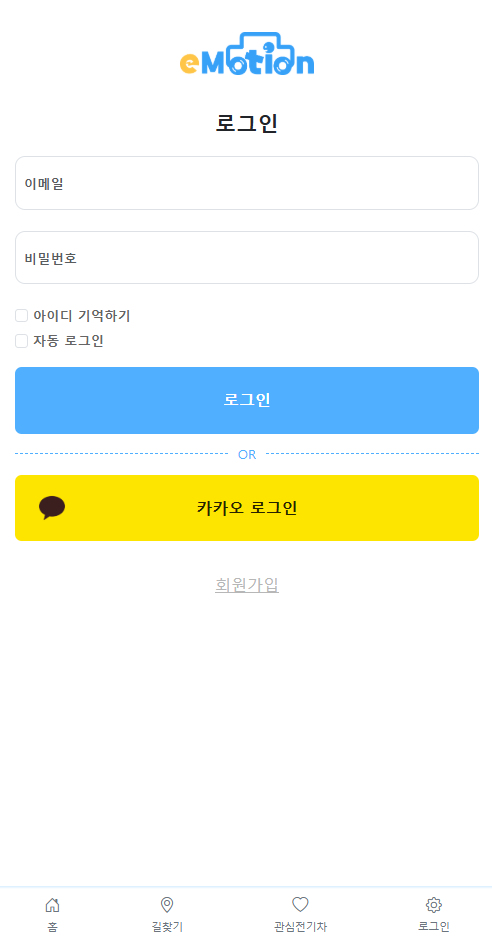 eMotion
로그인
이메일
비밀번호
아이디 기억하기
자동 로그인
로그인
OR
카카오 로그인
회원가입
홈 길찾기 관심전기차 로그인